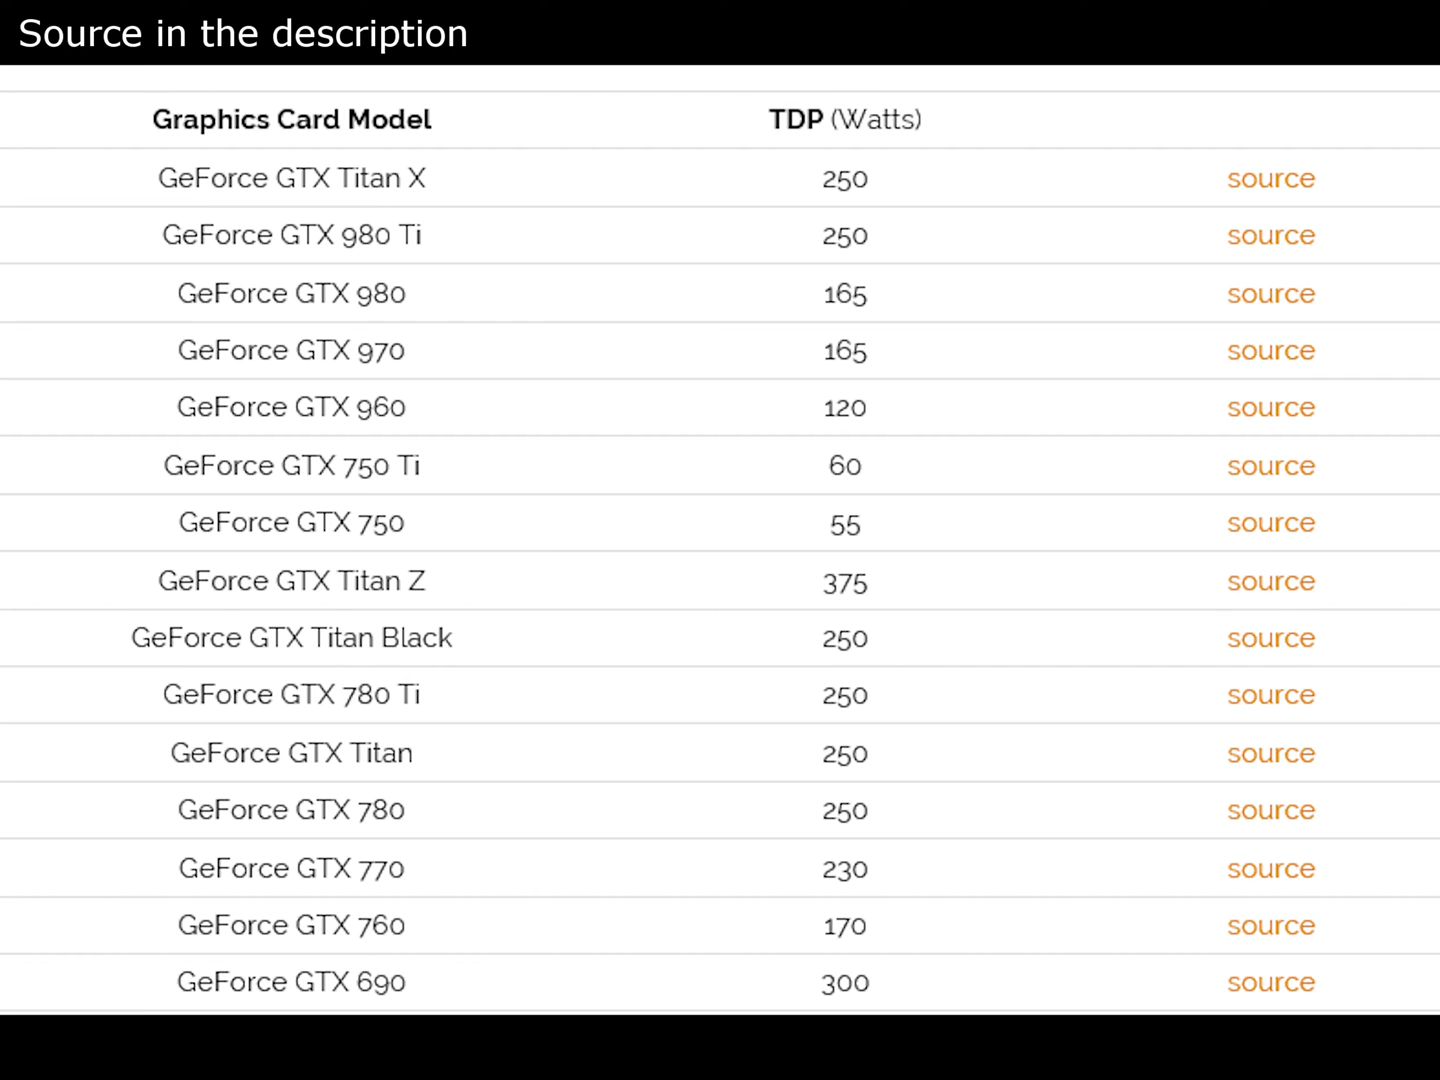 Source in the description
Graphics Card Model TDP (Watts)
GeForce GTX Titan X 250 source
GeForce GTX 980 Ti 250 source
GeForce GTX 980 165 source
GeForce GTX 970 165 source
GeForce GTX 960 120 source
GeForce GTX 750 Ti 60 source
GeForce GTX 750 55 source
GeForce GTX Titan Z 375 source
GeForce GTX Titan Black 250 source
GeForce GTX 780 Ti 250 source
GeForce GTX Titan 250 source
GeForce GTX 780 250 source
GeForce GTX 770 230 source
GeForce GTX 760 170 source
GeForce GTX 690 300 source